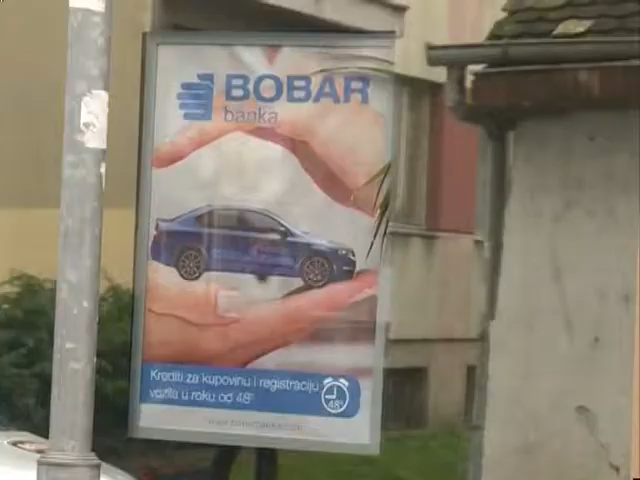 BOBAR
banka
Krediti za kupovinu i registraciju
vozila u roku od 48h
48h